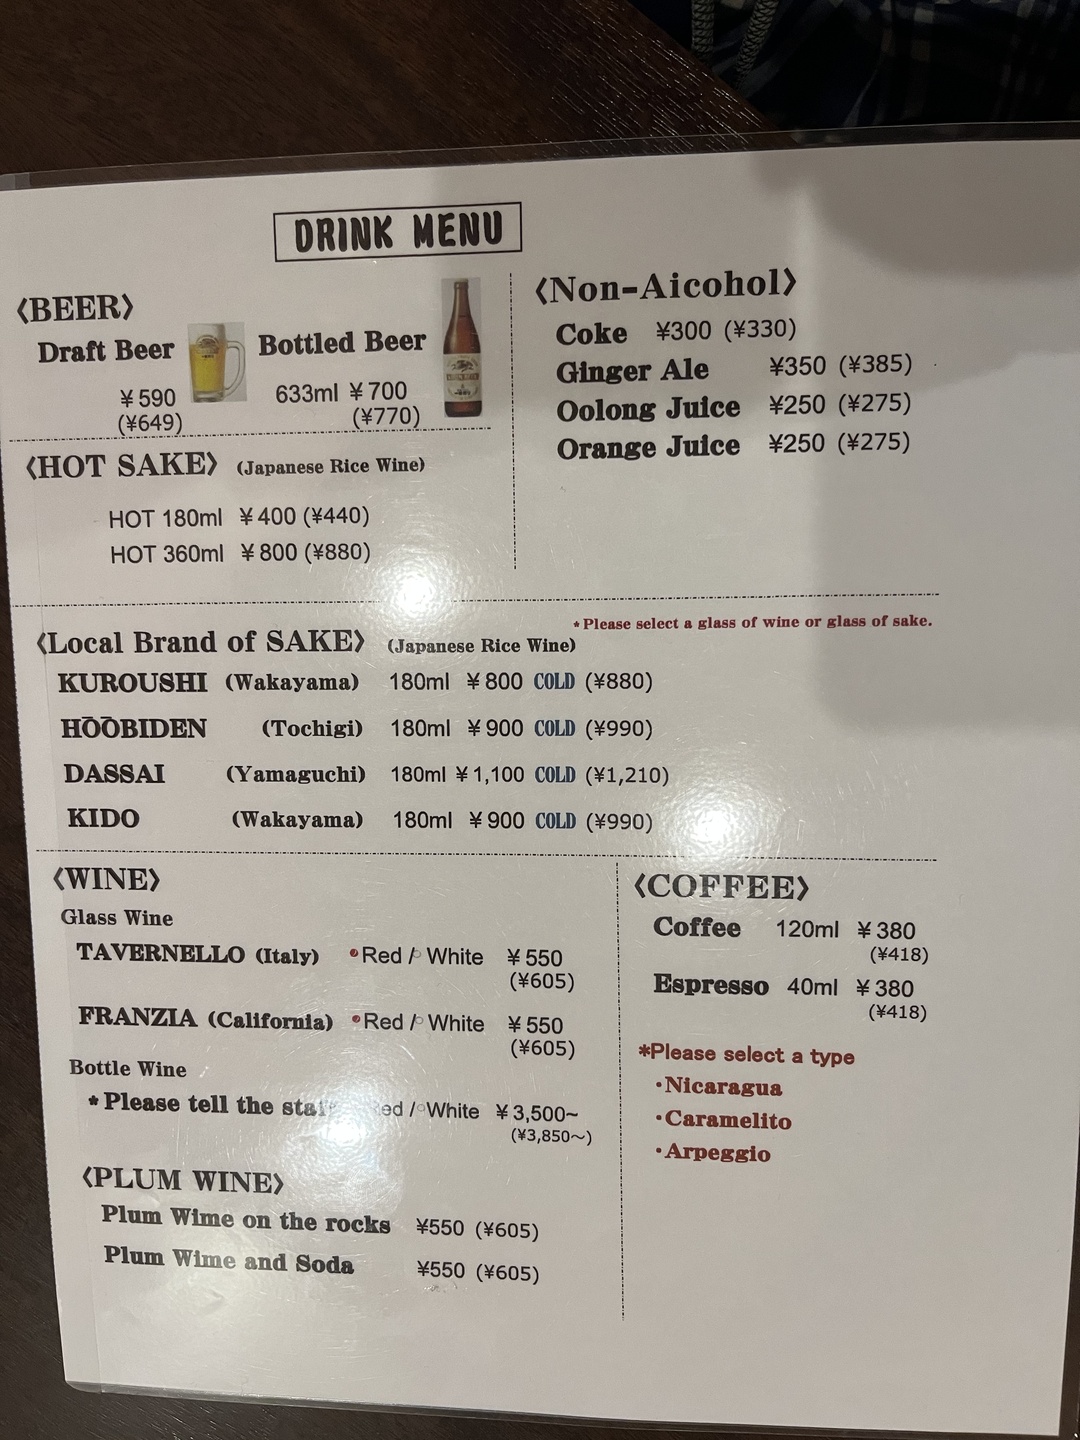 DRINK MENU
〈BEER〉
Draft Beer
¥590
(¥649)
Bottled Beer
633ml ¥700
(¥770)
〈Non-Aicohol〉
Coke ¥300 (¥330)
Ginger Ale ¥350 (¥385)
Oolong Juice ¥250 (¥275)
Orange Juice ¥250 (¥275)
〈HOT SAKE〉 (Japanese Rice Wine)
HOT 180ml ¥400 (¥440)
HOT 360ml ¥800 (¥880)
*Please select a glass of wine or glass of sake.
〈Local Brand of SAKE〉 (Japanese Rice Wine)
KUROUSHI (Wakayama) 180ml ¥800 COLD (¥880)
HŌŌBIDEN (Tochigi) 180ml ¥900 COLD (¥990)
DASSAI (Yamaguchi) 180ml ¥1,100 COLD (¥1,210)
KIDO (Wakayama) 180ml ¥900 COLD (¥990)
〈WINE〉
Glass Wine
TAVERNELLO (Italy) Red / White ¥550
(¥605)
FRANZIA (California) Red / White ¥550
(¥605)
Bottle Wine
*Please tell the / White ¥3,500~
(¥3,850~)
〈PLUM WINE〉
Plum Wime on the rocks ¥550 (¥605)
Plum Wime and Soda ¥550 (¥605)
〈COFFEE〉
Coffee 120ml ¥380
(¥418)
Espresso 40ml ¥380
(¥418)
*Please select a type
・Nicaragua
・Caramelito
・Arpeggio